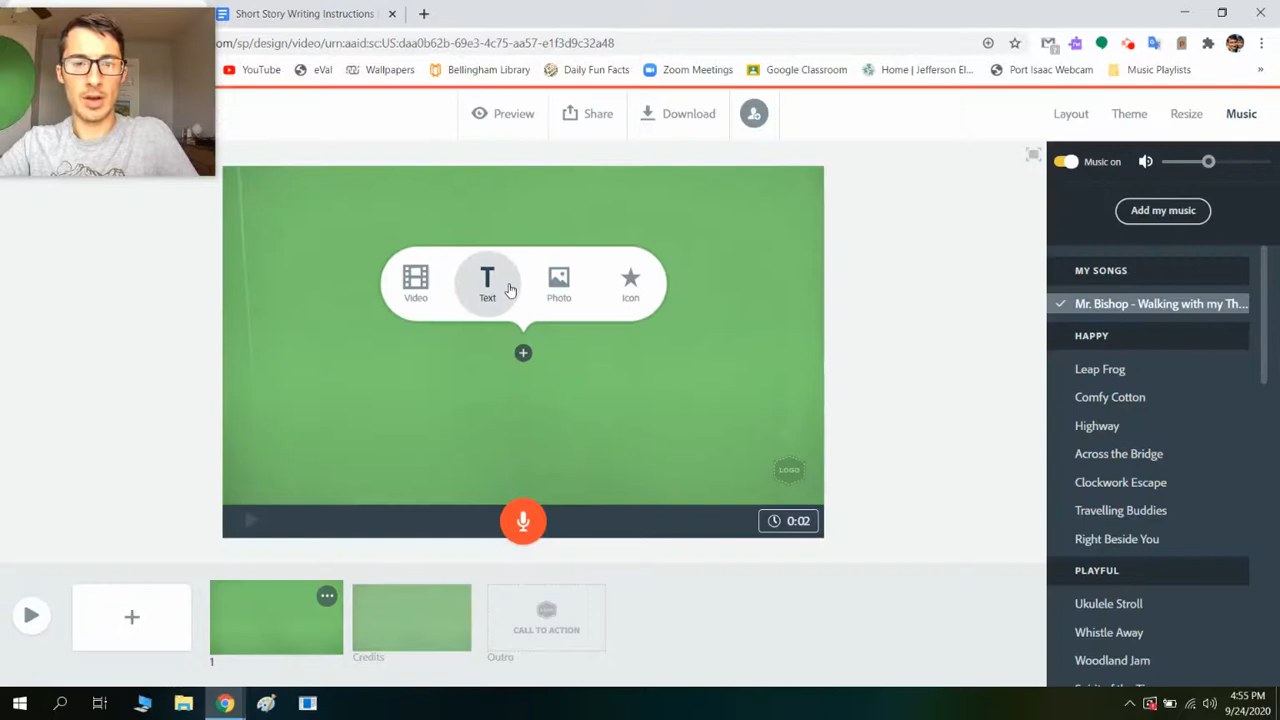 Short Story Writing Instructions
com/sp/design/video/urn:aaid:sc:US:daa0b62b-69e3-4c75-aa57-e1f3d9c32a48
YouTube
eVal
Wallpapers
Bellingham Library
Daily Fun Facts
Zoom Meetings
Google Classroom
Home | Jefferson El...
Port Isaac Webcam
Music Playlists
Preview
Share
Download
Layout
Theme
Resize
Music
Music on
Add my music
MY SONGS
Mr. Bishop - Walking with my Th...
HAPPY
Leap Frog
Comfy Cotton
Highway
Across the Bridge
Clockwork Escape
Travelling Buddies
Right Beside You
PLAYFUL
Ukulele Stroll
Whistle Away
Woodland Jam
Video
Text
Photo
Icon
LOGO
0:02
LOGO
CALL TO ACTION
1
Credits
Outro
4:55 PM
9/24/2020